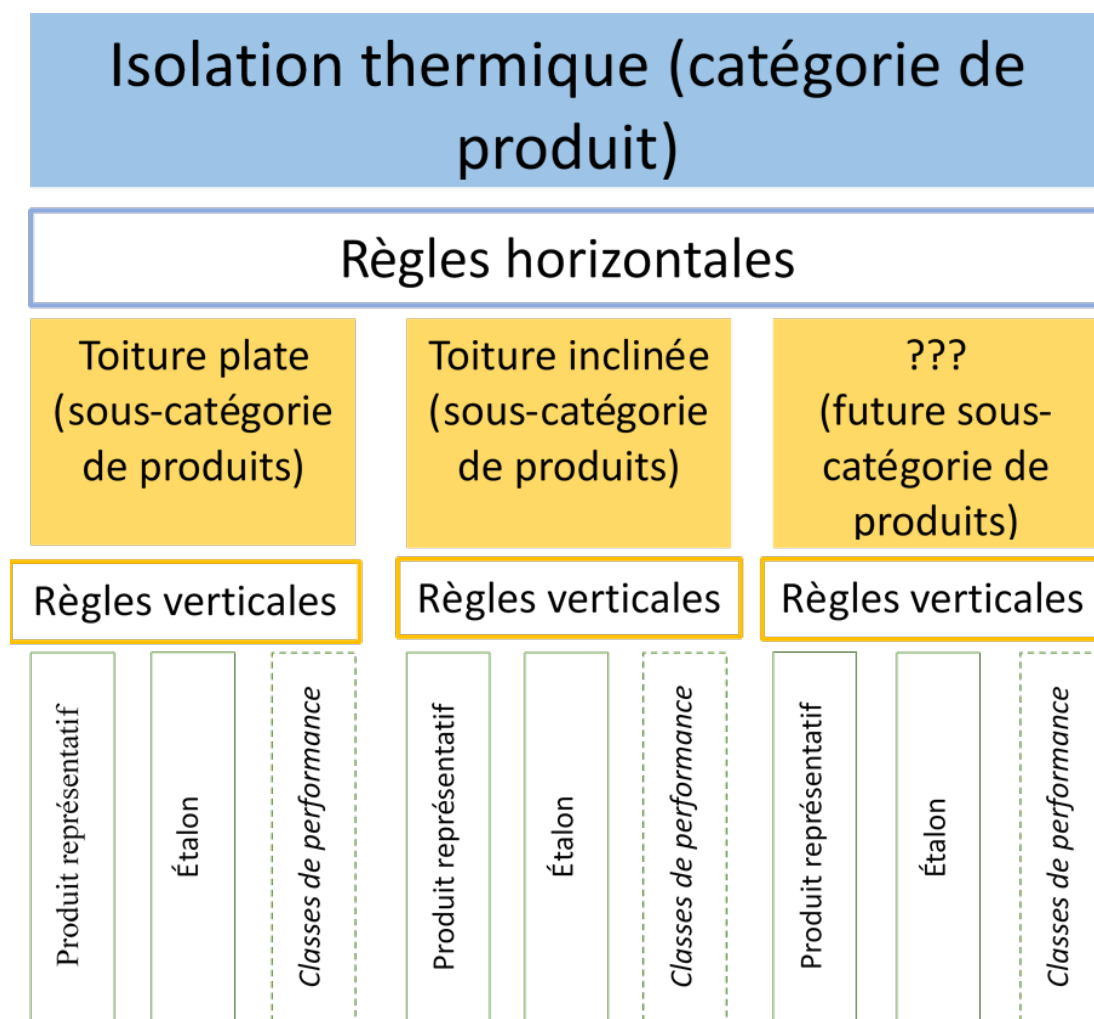 Isolation thermique (catégorie de
produit)
Règles horizontales
Toiture plate
(sous-catégorie
de produits)
Toiture inclinée
(sous-catégorie
de produits)
???
(future sous-
catégorie de
produits)
Règles verticales
Règles verticales
Règles verticales
Produit représentatif
Étalon
Classes de performance
Produit représentatif
Étalon
Classes de performance
Produit représentatif
Étalon
Classes de performance